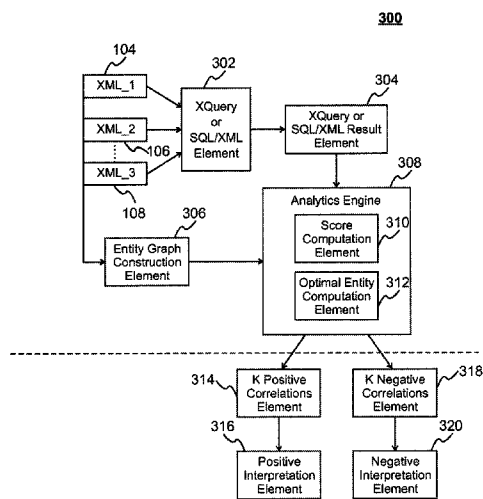 300
104
302
304
XML_1
XQuery
or
SQL/XML
Element
XQuery or
SQL/XML Result
Element
XML_2
106
XML_3
108
308
306
Analytics Engine
Score
Computation
Element
310
Entity Graph
Construction
Element
Optimal Entity
Computation
Element
312
314
K Positive
Correlations
Element
K Negative
Correlations
Element
318
316
320
Positive
Interpretation
Element
Negative
Interpretation
Element